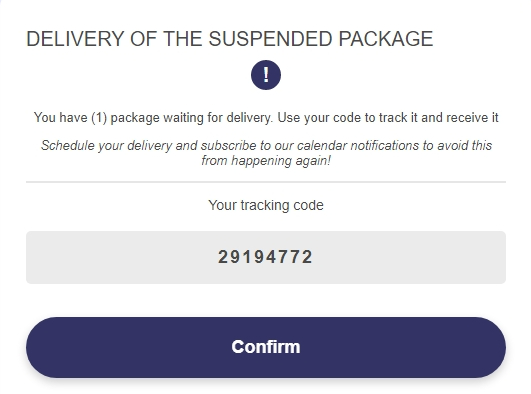 DELIVERY OF THE SUSPENDED PACKAGE
!
You have (1) package waiting for delivery. Use your code to track it and receive it
Schedule your delivery and subscribe to our calendar notifications to avoid this
from happening again!
Your tracking code
29194772
Confirm